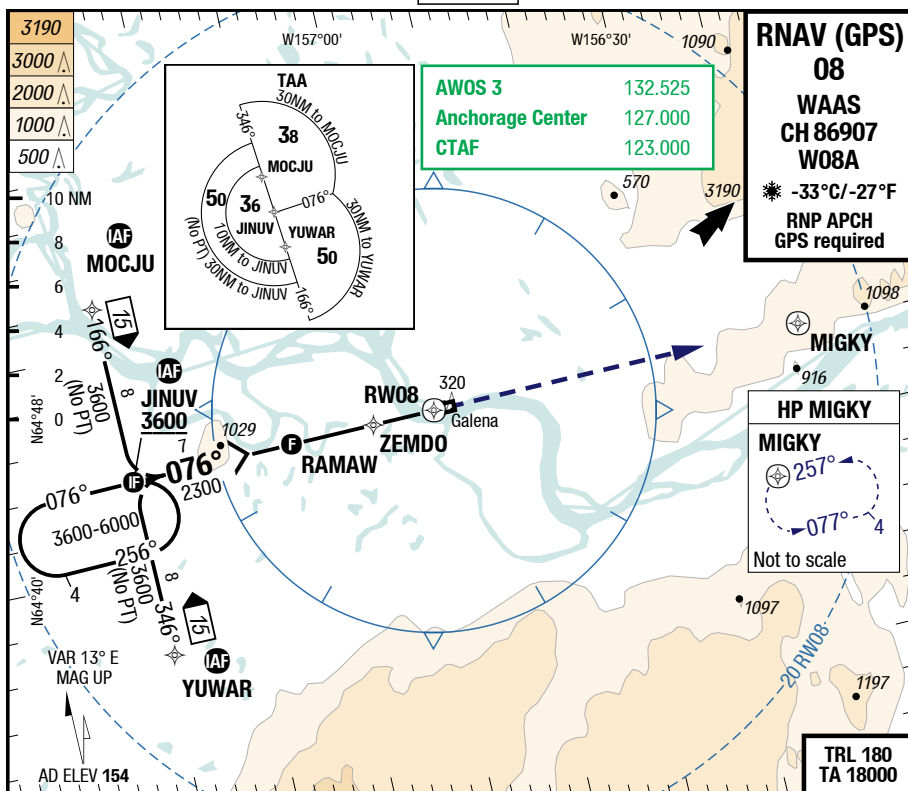 3190
3000
2000
1000
500
10 NM
8
6
4
2
0
N64°48'
N64°40'
W157°00'
W156°30'
TAA
30NM to MOCJU
346°
38
MOCJU
50
36
JINUV
076°
YUWAR
50
10NM to JINUV
(No PT) 30NM to JINUV
30NM to YUWAR
166°
AWOS 3 132.525
Anchorage Center 127.000
CTAF 123.000
1090
570
3190
RNAV (GPS)
08
WAAS
CH 86907
W08A
-33°C/-27°F
RNP APCH
GPS required
IAF
MOCJU
15
166°
3600
(No PT)
8
IAF
JINUV
3600
7
1029
IF
076°
2300
F
RAMAW
ZEMDO
RW08
320
Galena
MIGKY
1098
916
HP MIGKY
MIGKY
257°
077°
4
Not to scale
076°
3600-6000
256°
4
3600
(No PT)
8
346°
15
IAF
YUWAR
1097
20 RW08
1197
VAR 13° E
MAG UP
AD ELEV 154
TRL 180
TA 18000